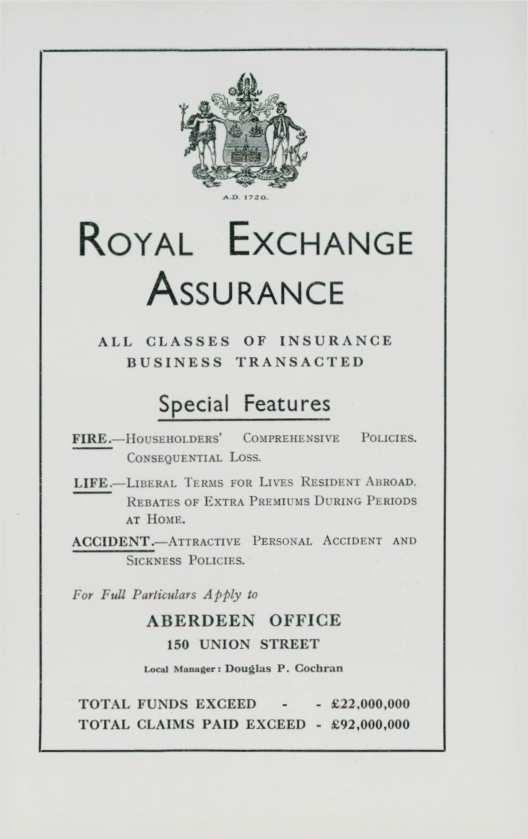 A.D. 1720.
ROYAL EXCHANGE
ASSURANCE
ALL CLASSES OF INSURANCE
BUSINESS TRANSACTED
Special Features
FIRE.—HOUSEHOLDERS' COMPREHENSIVE POLICIES.
CONSEQUENTIAL LOSS.
LIFE.—LIBERAL TERMS FOR LIVES RESIDENT ABROAD.
REBATES OF EXTRA PREMIUMS DURING PERIODS
AT HOME.
ACCIDENT.—ATTRACTIVE PERSONAL ACCIDENT AND
SICKNESS POLICIES.
For Full Particulars Apply to
ABERDEEN OFFICE
150 UNION STREET
Local Manager: Douglas P. Cochran
TOTAL FUNDS EXCEED - - £22,000,000
TOTAL CLAIMS PAID EXCEED - £92,000,000